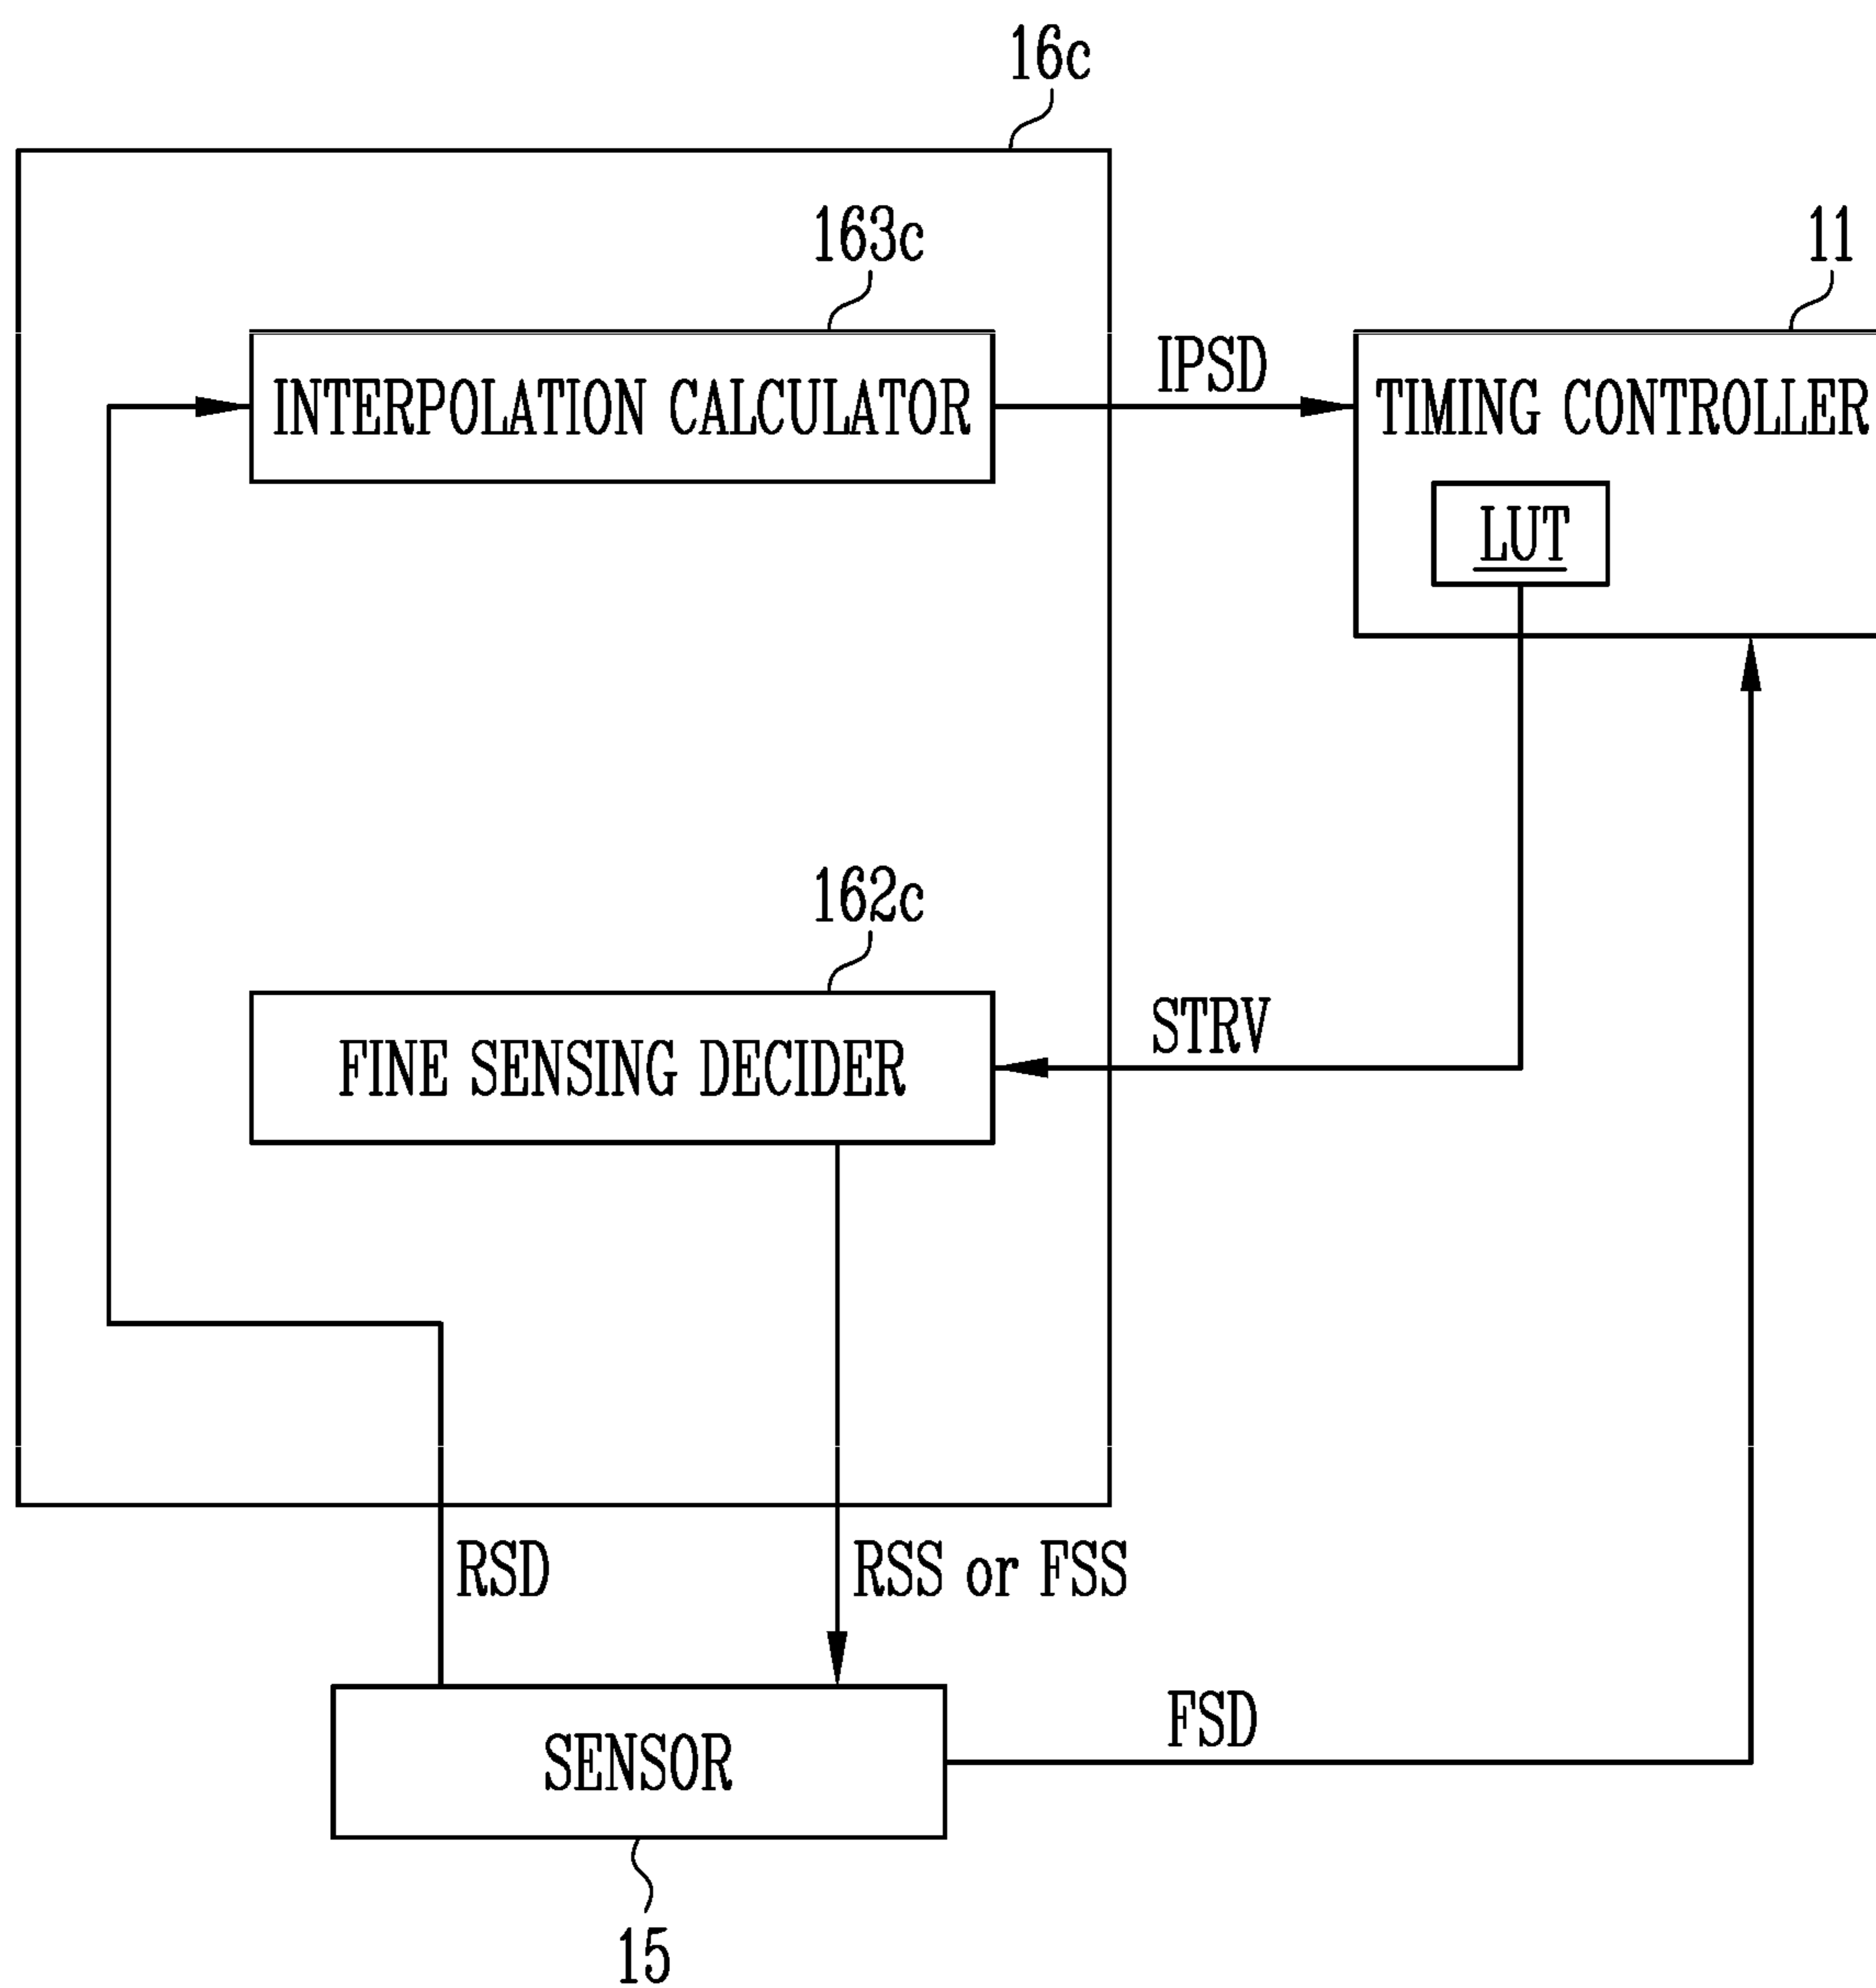 16c
163c
11
INTERPOLATION CALCULATOR
IPSD
TIMING CONTROLLER
LUT
162c
FINE SENSING DECIDER
STRV
RSD
RSS or FSS
SENSOR
FSD
15